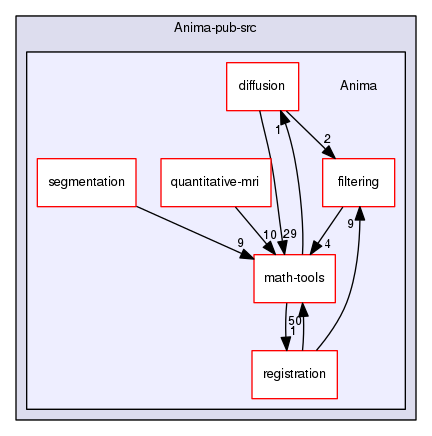 Anima-pub-src
Anima
diffusion
1
2
segmentation
quantitative-mri
filtering
9
10
29
4
9
math-tools
50
1
registration